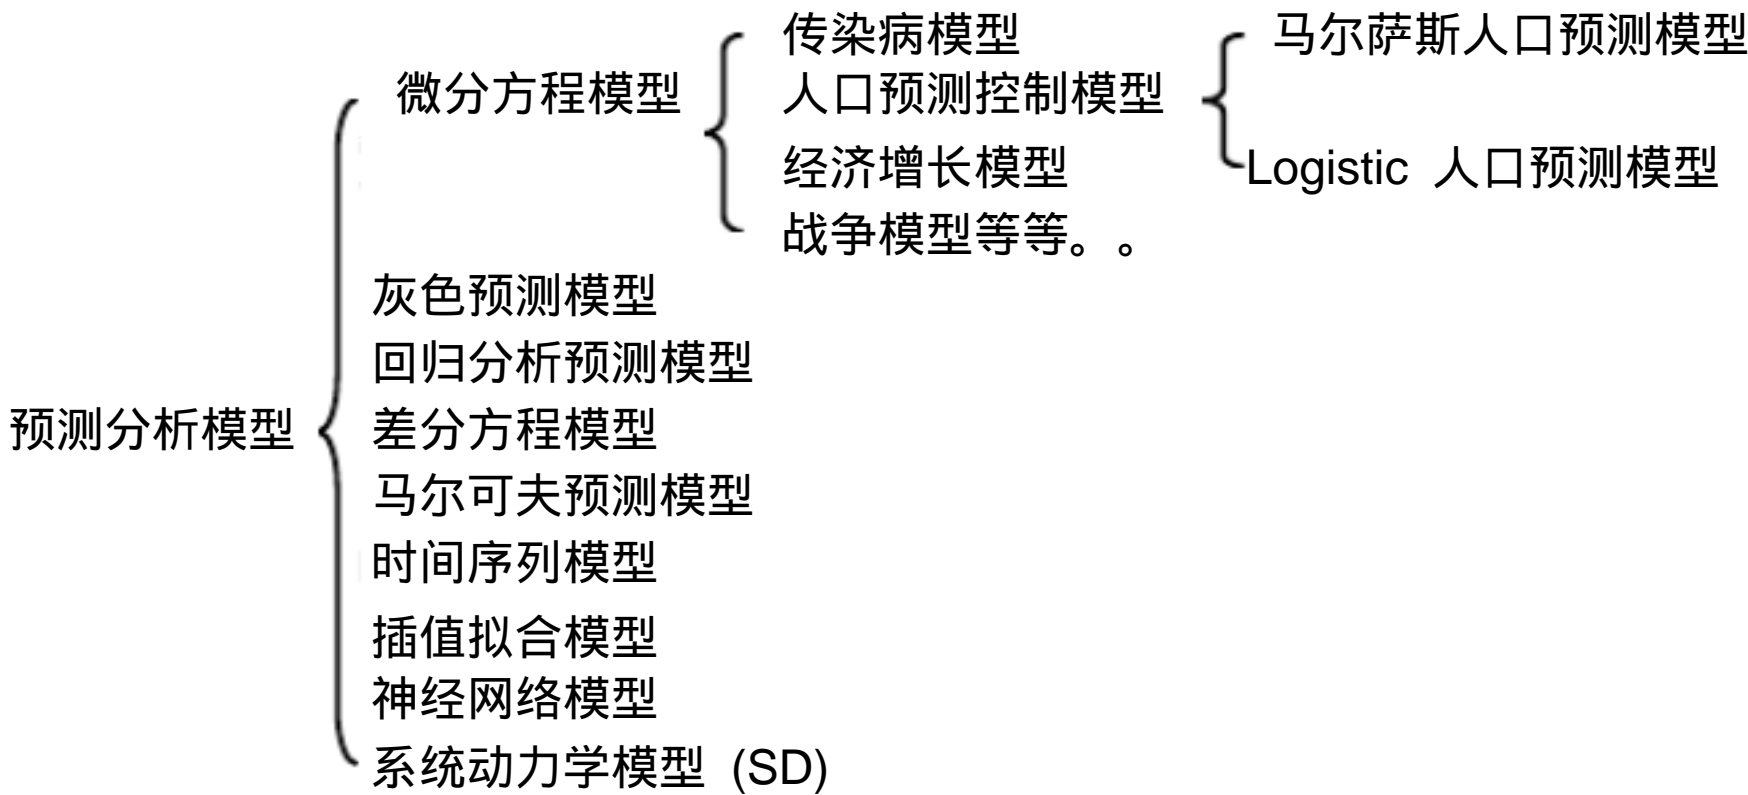 传染病模型
马尔萨斯人口预测模型
微分方程模型
人口预测控制模型
经济增长模型
Logistic 人口预测模型
战争模型等等。。
灰色预测模型
回归分析预测模型
预测分析模型
差分方程模型
马尔可夫预测模型
时间序列模型
插值拟合模型
神经网络模型
系统动力学模型 (SD)